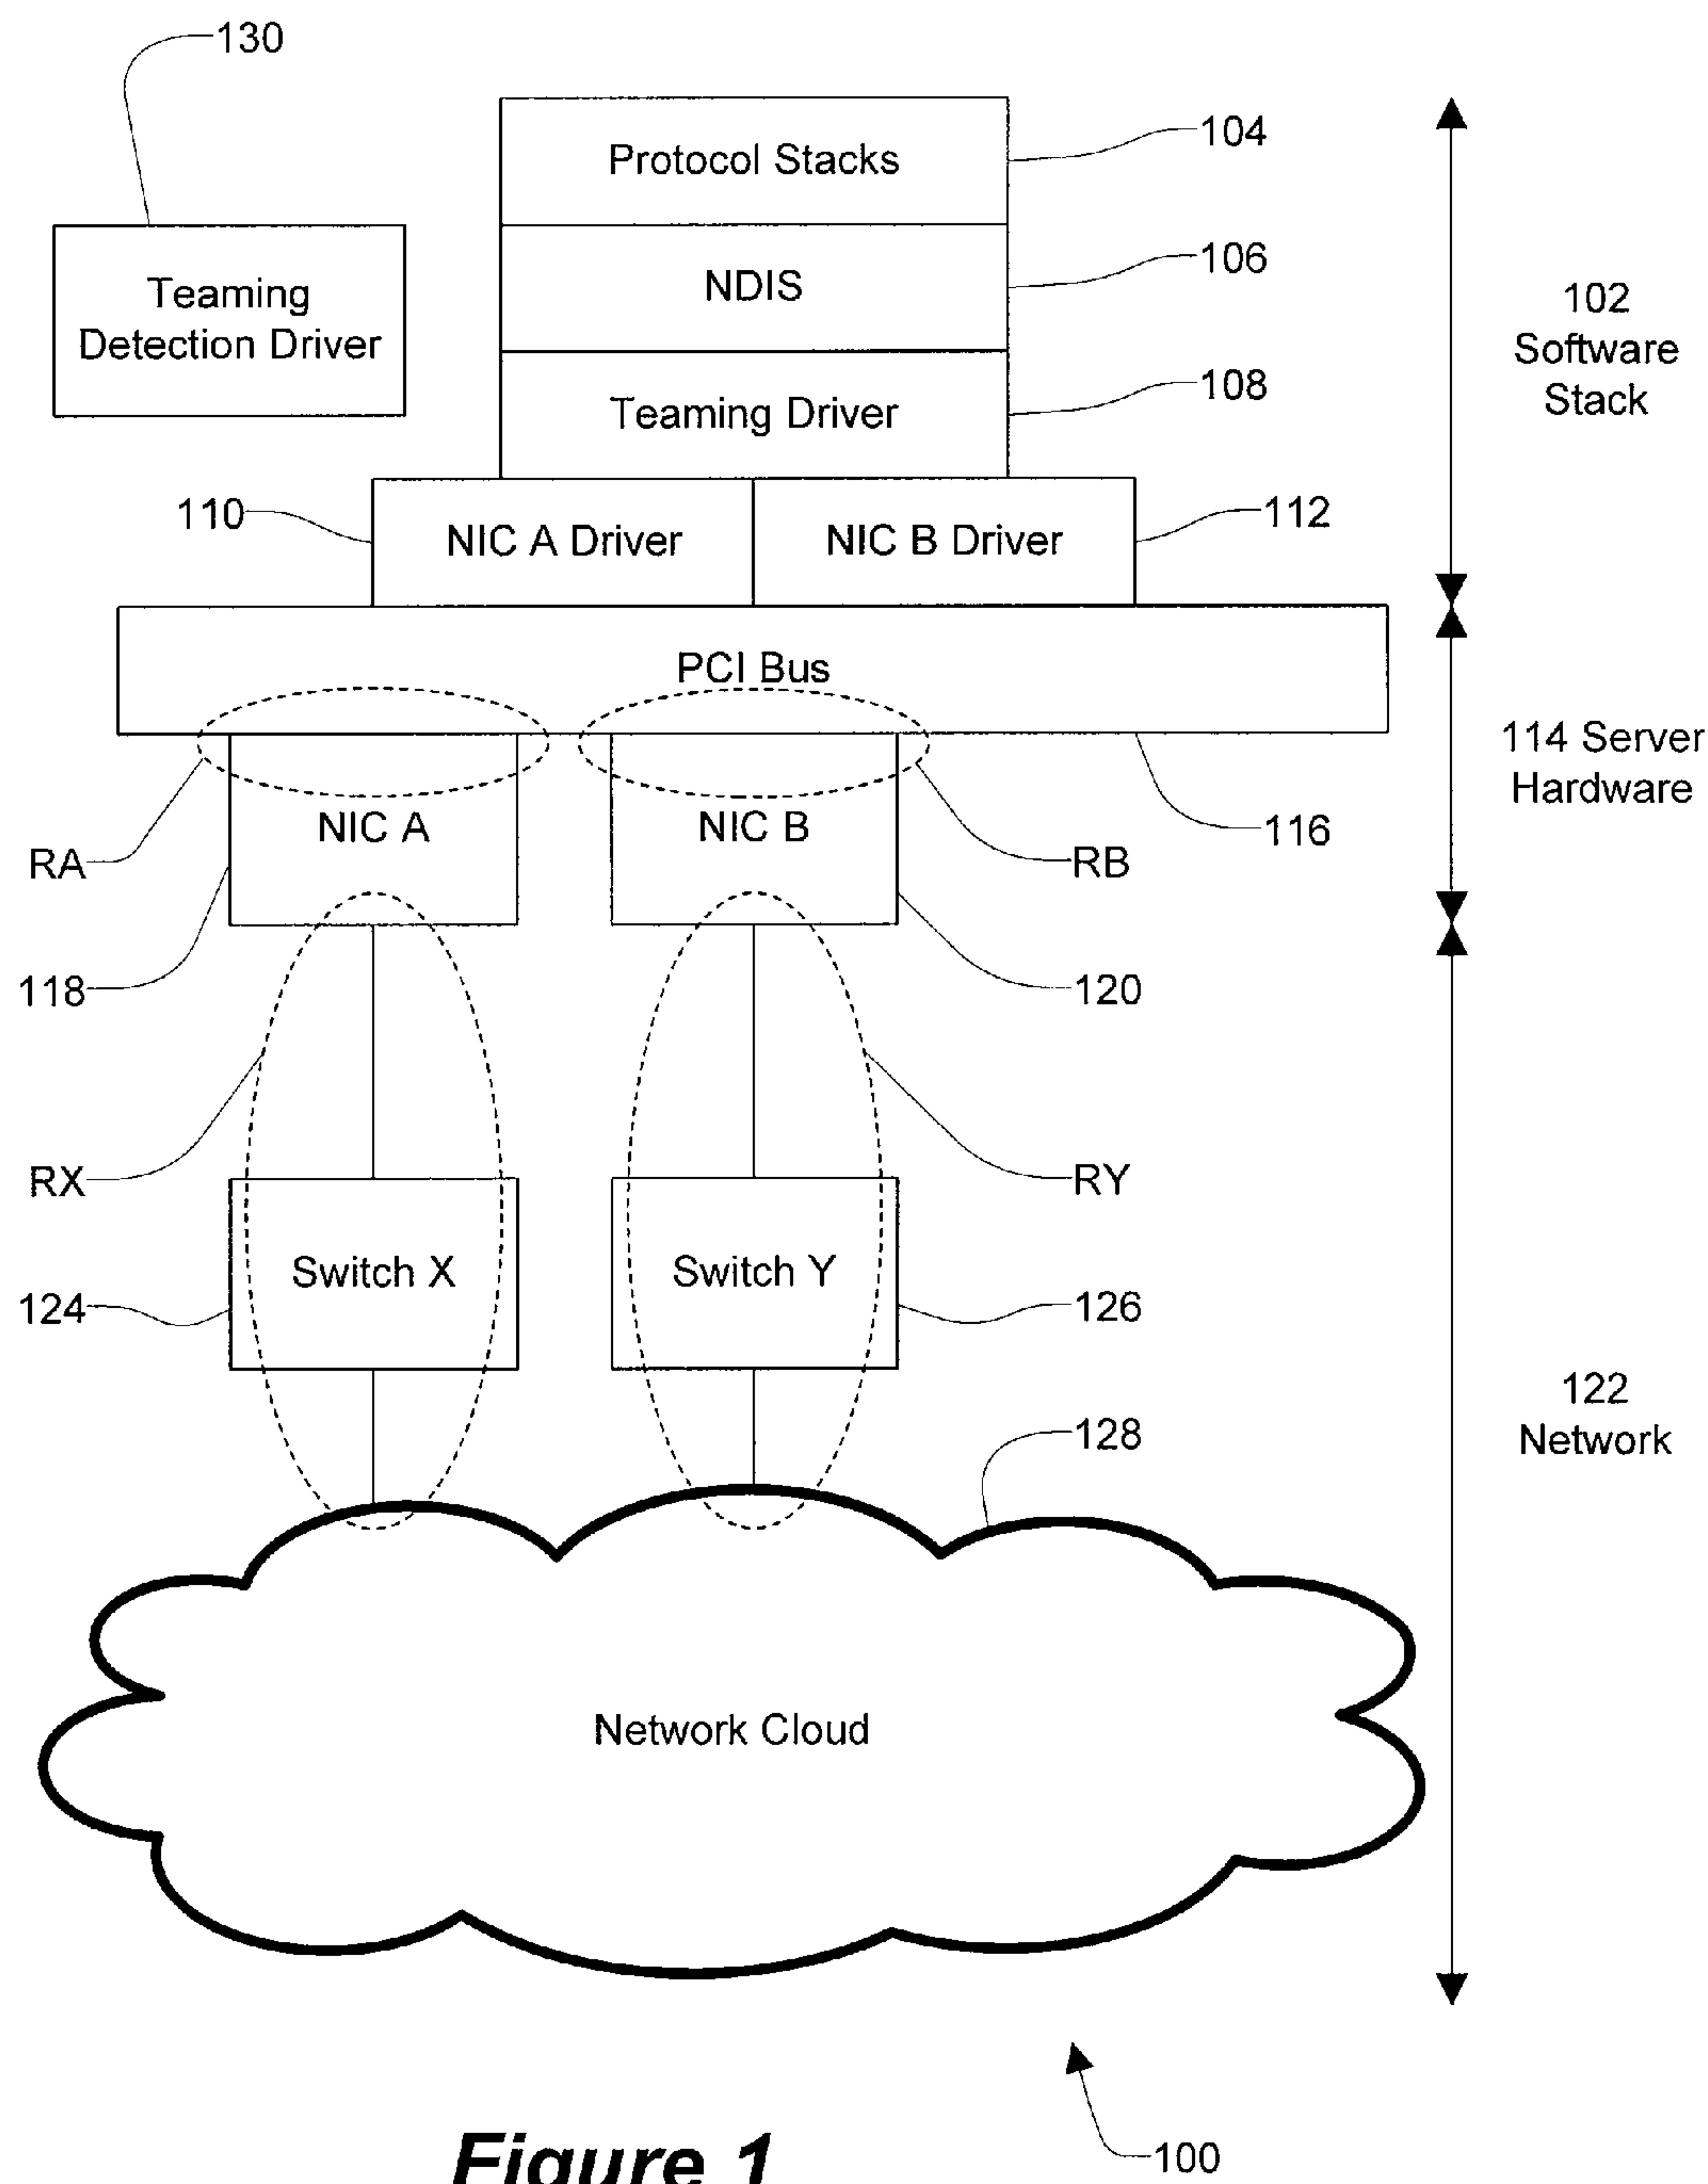 130
104
Protocol Stacks
106
NDIS
Teaming
Detection Driver
102
Software
Stack
108
Teaming Driver
110
112
NIC A Driver
NIC B Driver
PCI Bus
114 Server
Hardware
116
NIC A
NIC B
RA
RB
118
120
RX
RY
Switch X
Switch Y
124
126
122
Network
128
Network Cloud
100
Figure 1